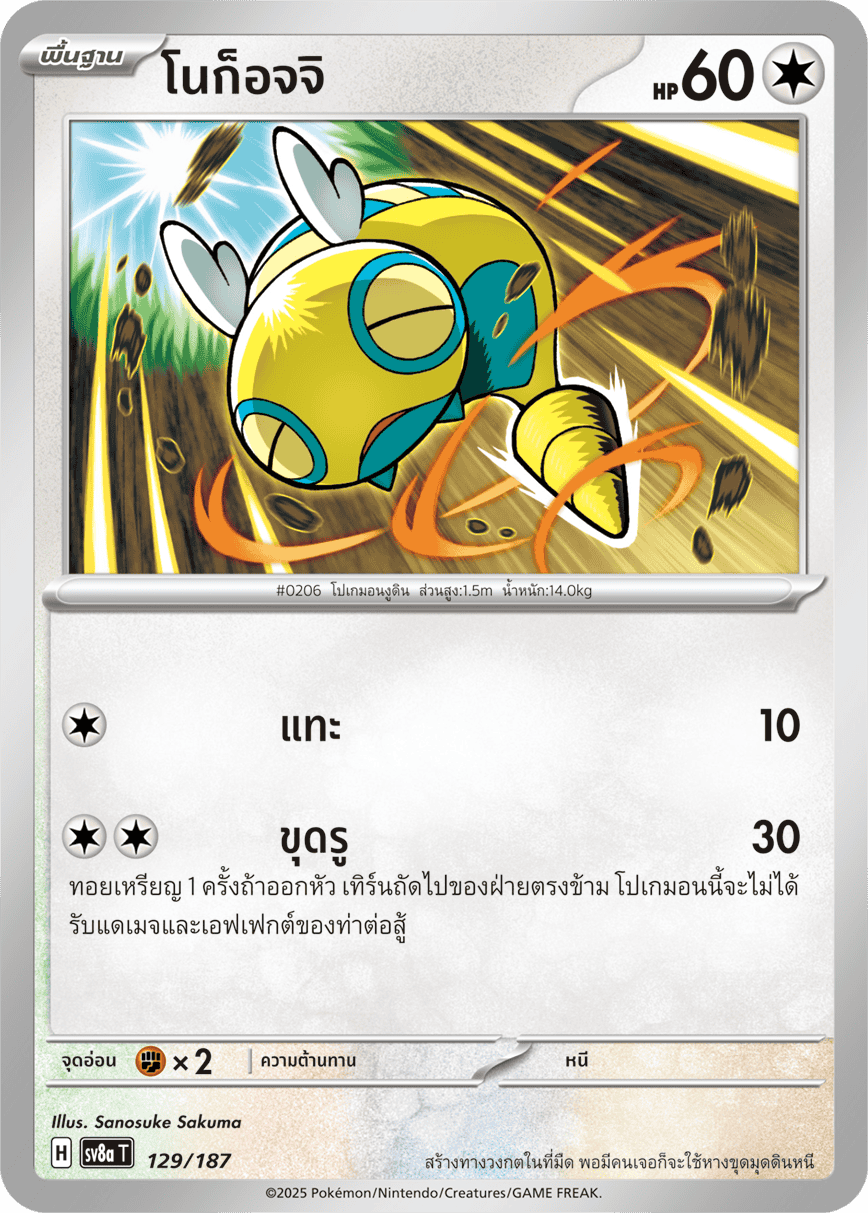 พื้นฐาน
โนก็อจจิ
HP60
#0206 โปเกมอนงูดิน ส่วนสูง:1.5m น้ำหนัก:14.0kg
แทะ 10
ขุดรู 30
ทอยเหรียญ 1 ครั้งถ้าออกหัว เทิร์นถัดไปของฝ่ายตรงข้าม โปเกมอนนี้จะไม่ได้
รับแดเมจและเอฟเฟกต์ของท่าต่อสู้
จุดอ่อน ×2 ความต้านทาน หนี
Illus. Sanosuke Sakuma
H sv8a T 129/187
สร้างทางวงกตในที่มืด พอมีคนเจอก็จะใช้หางขุดมุดดินหนี
©2025 Pokémon/Nintendo/Creatures/GAME FREAK.